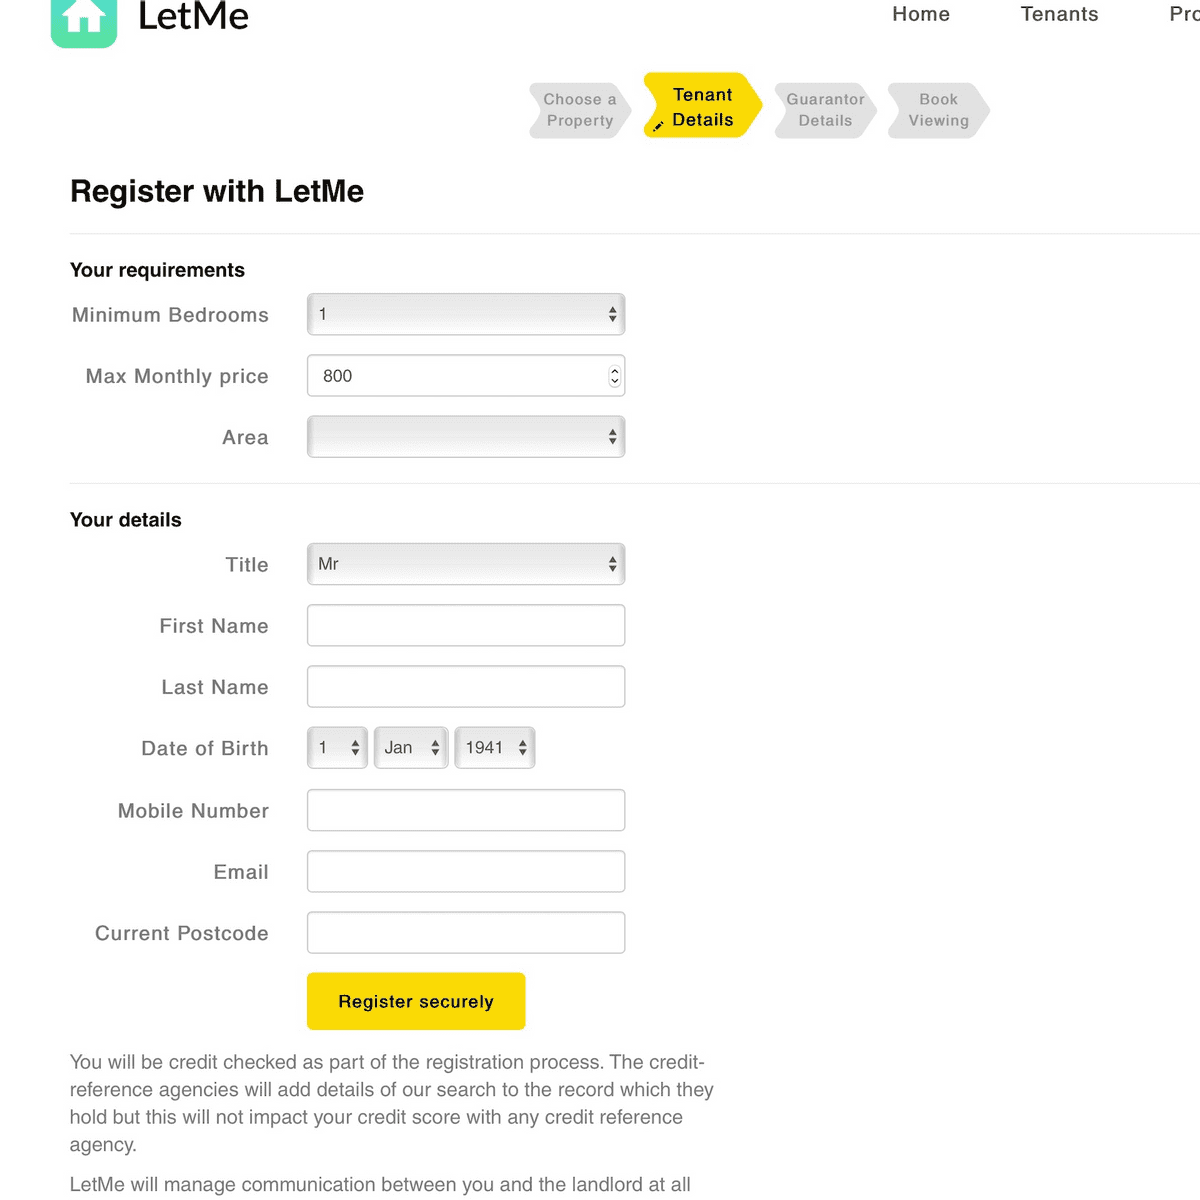 LetMe
Home
Tenants
Choose a
Property
Tenant
Details
Guarantor
Details
Book
Viewing
Register with LetMe
Your requirements
Minimum Bedrooms
1
Max Monthly price
800
Area
Your details
Title
Mr
First Name
Last Name
Date of Birth
1
Jan
1941
Mobile Number
Email
Current Postcode
Register securely
You will be credit checked as part of the registration process. The credit-
reference agencies will add details of our search to the record which they
hold but this will not impact your credit score with any credit reference
agency.
LetMe will manage communication between you and the landlord at all